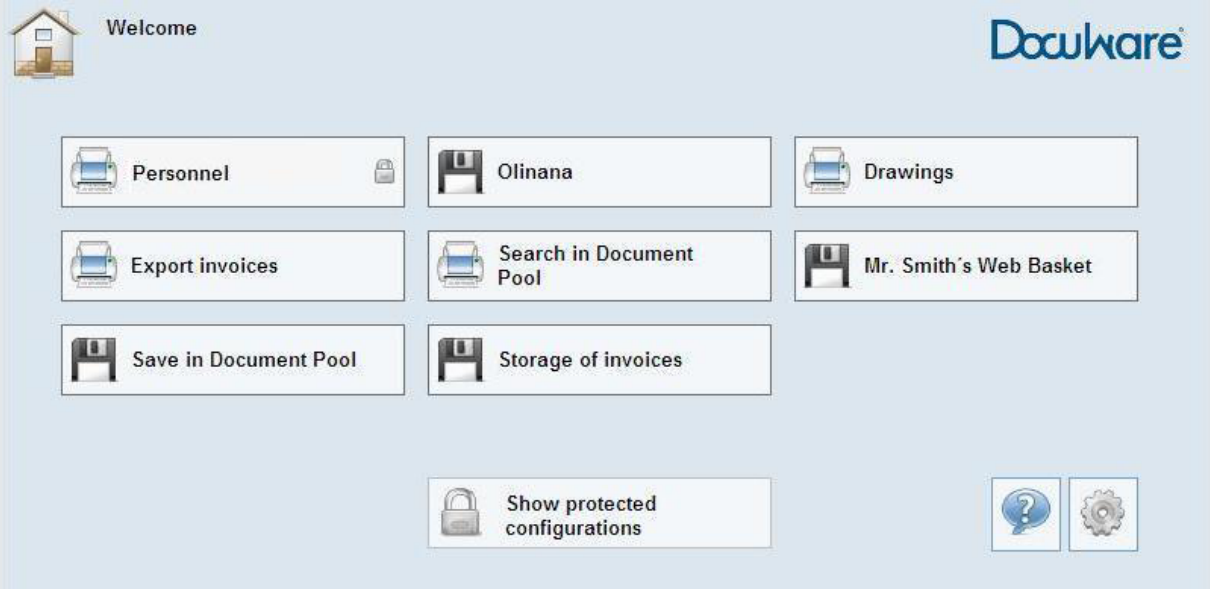 Welcome
DocuWare
Personnel
Olinana
Drawings
Export invoices
Search in Document
Pool
Mr. Smith´s Web Basket
Save in Document Pool
Storage of invoices
Show protected
configurations
?